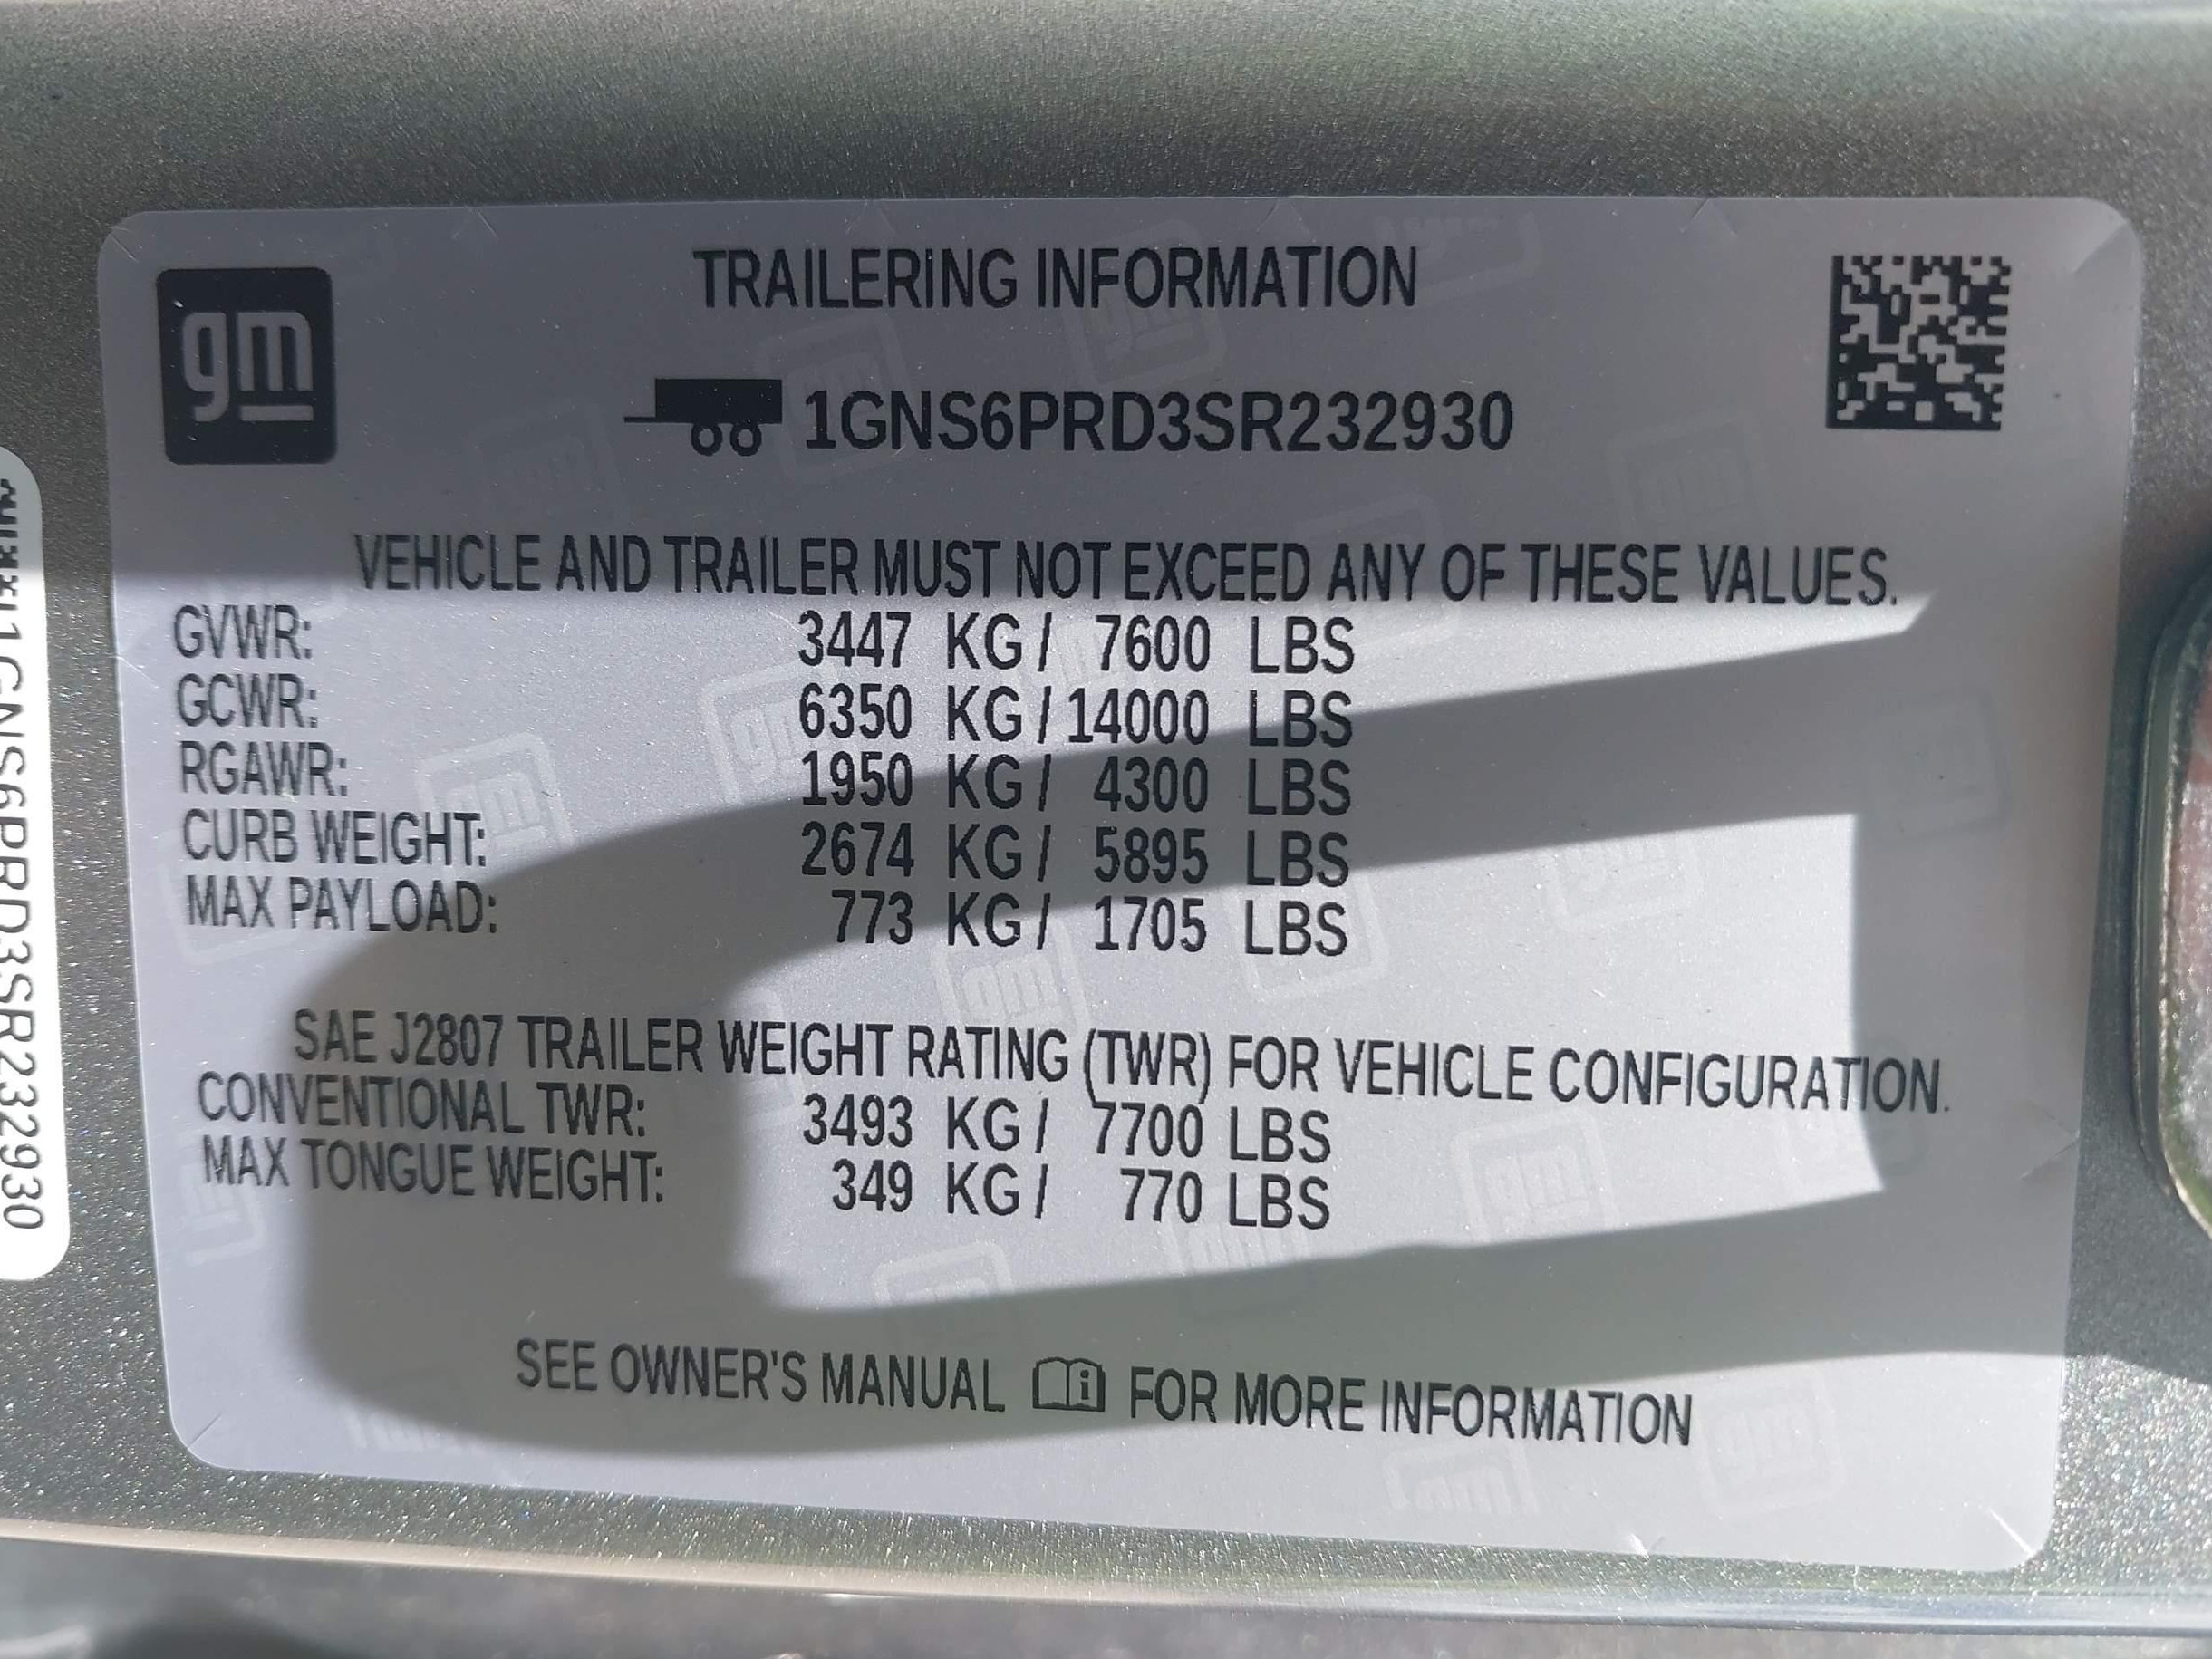 gm
TRAILERING INFORMATION
1GNS6PRD3SR232930
VEHICLE AND TRAILER MUST NOT EXCEED ANY OF THESE VALUES.
GVWR: 3447 KG / 7600 LBS
GCWR: 6350 KG / 14000 LBS
RGAWR: 1950 KG / 4300 LBS
CURB WEIGHT: 2674 KG / 5895 LBS
MAX PAYLOAD: 773 KG / 1705 LBS
SAE J2807 TRAILER WEIGHT RATING (TWR) FOR VEHICLE CONFIGURATION.
CONVENTIONAL TWR: 3493 KG / 7700 LBS
MAX TONGUE WEIGHT: 349 KG / 770 LBS
SEE OWNER'S MANUAL FOR MORE INFORMATION
1GNS6PRD3SR232930